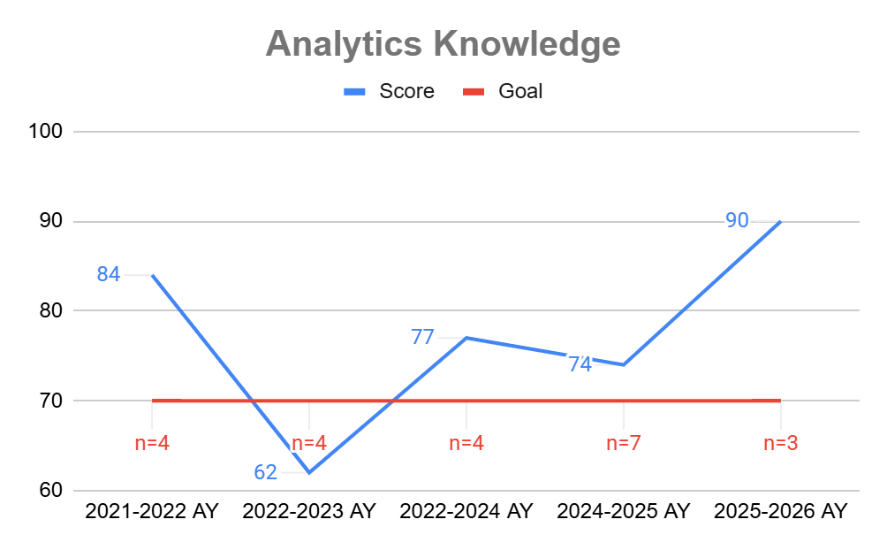 Analytics Knowledge
Score Goal
100
90
80
70
60
84
62
77
74
90
n=4 n=4 n=4 n=7 n=3
2021-2022 AY 2022-2023 AY 2022-2024 AY 2024-2025 AY 2025-2026 AY